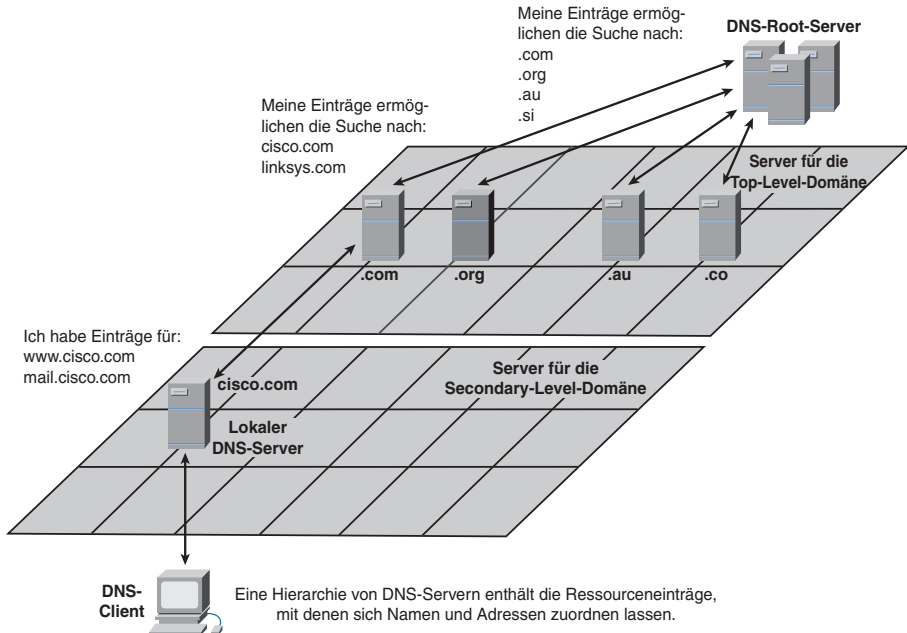 Meine Einträge ermög-
lichen die Suche nach:
.com
.org
.au
.si
DNS-Root-Server
Meine Einträge ermög-
lichen die Suche nach:
cisco.com
linksys.com
Server für die
Top-Level-Domäne
.com
.org
.au
.co
Ich habe Einträge für:
www.cisco.com
mail.cisco.com
cisco.com
Server für die
Secondary-Level-Domäne
Lokaler
DNS-Server
DNS-
Client
Eine Hierarchie von DNS-Servern enthält die Ressourceneinträge,
mit denen sich Namen und Adressen zuordnen lassen.